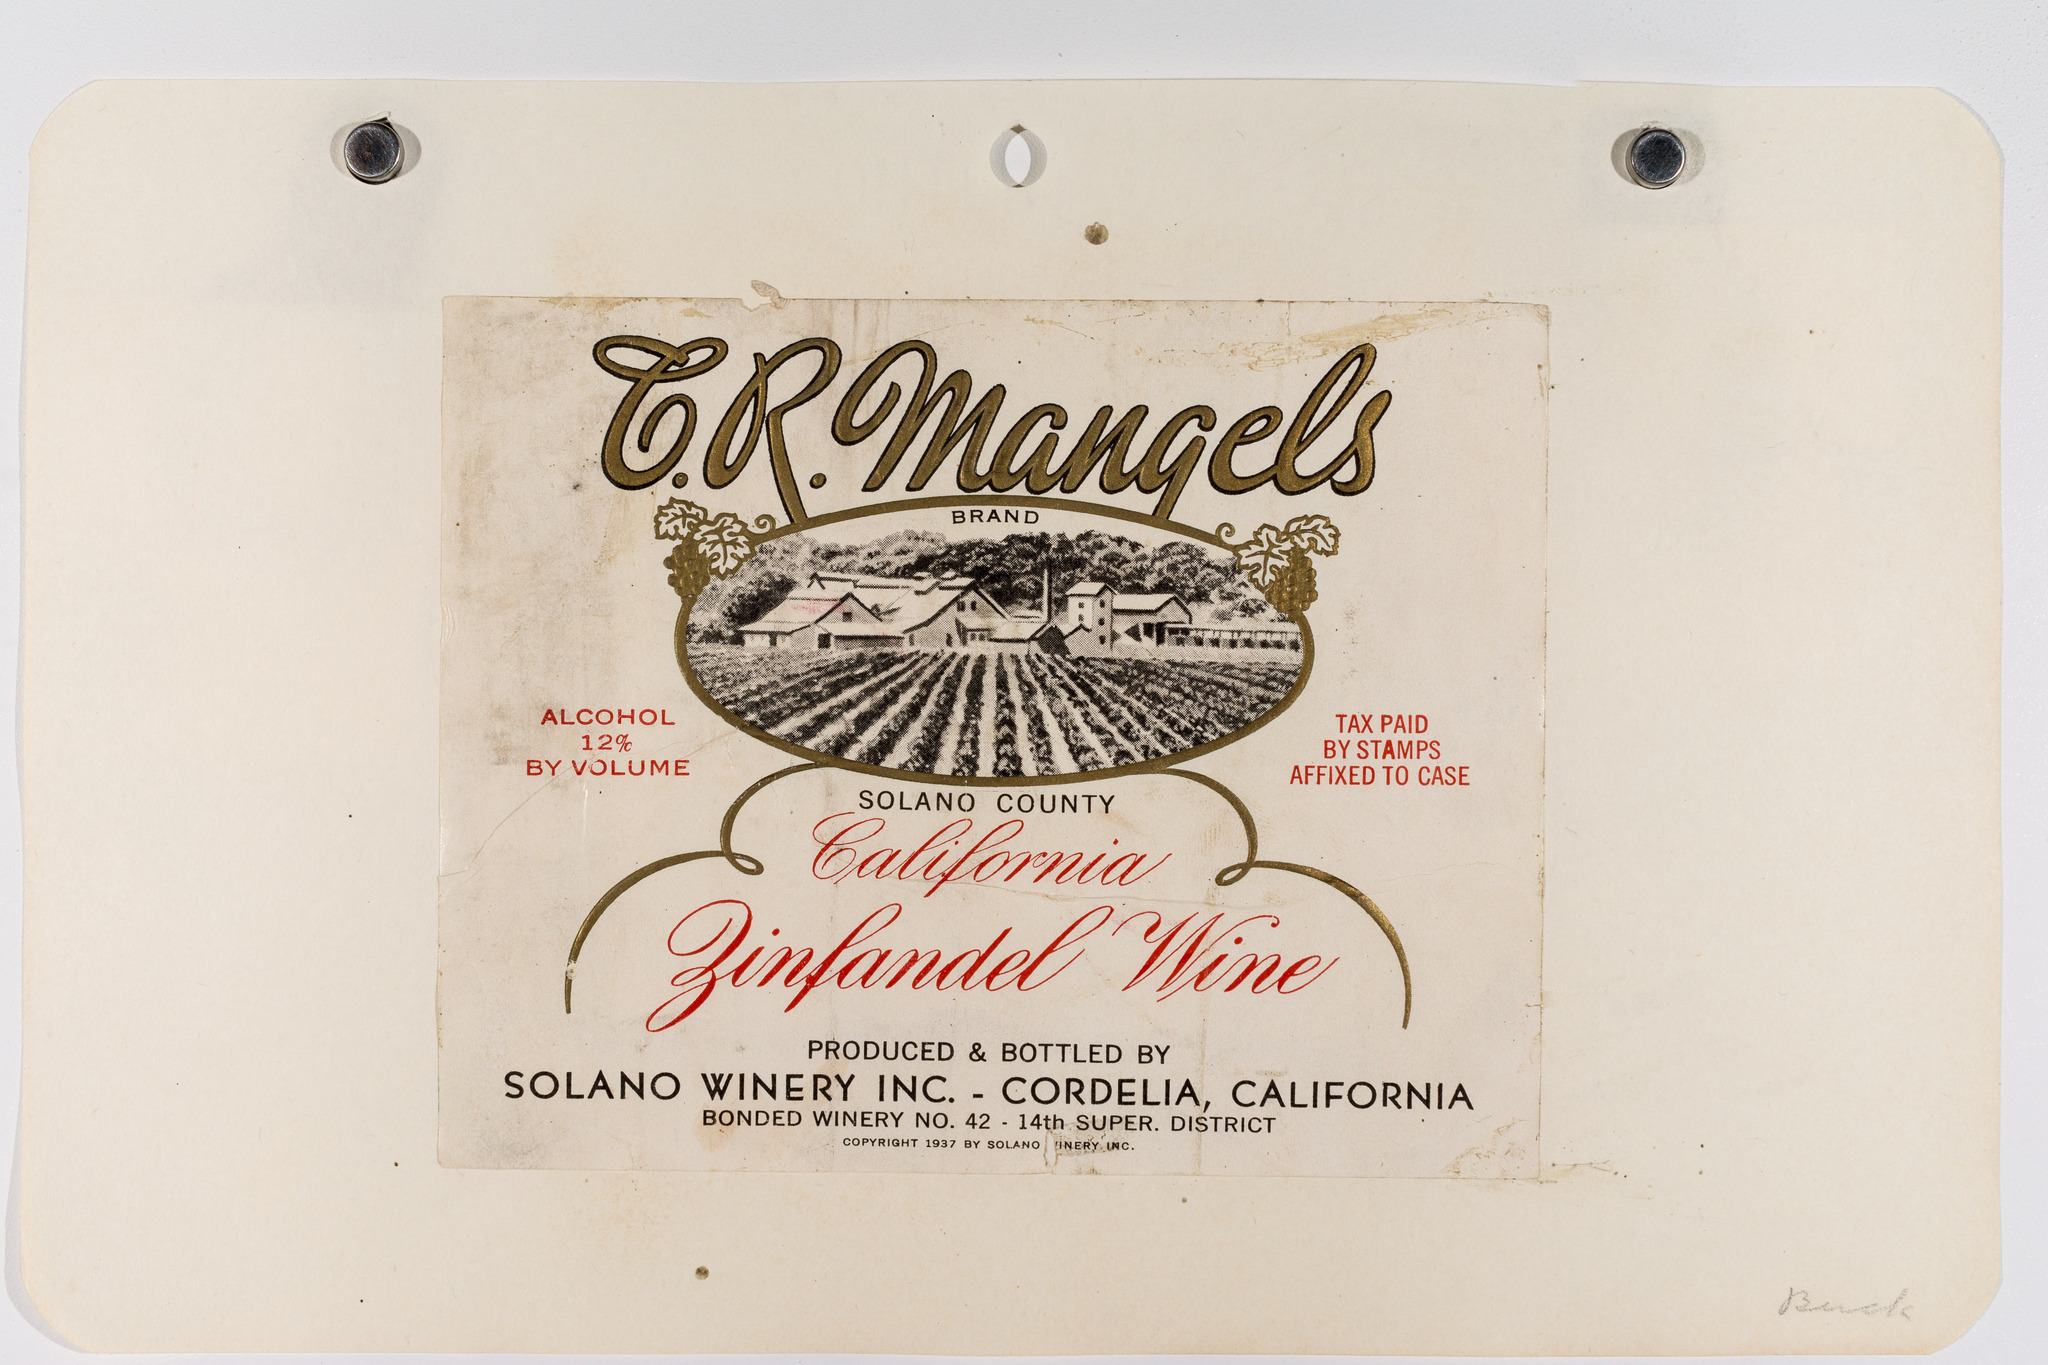 C.R. Mangels
BRAND
ALCOHOL
12%
BY VOLUME
TAX PAID
BY STAMPS
AFFIXED TO CASE
SOLANO COUNTY
California
Zinfandel Wine
PRODUCED & BOTTLED BY
SOLANO WINERY INC. - CORDELIA, CALIFORNIA
BONDED WINERY NO. 42 - 14th SUPER. DISTRICT
COPYRIGHT 1937 BY SOLANO INERY INC.
Buck